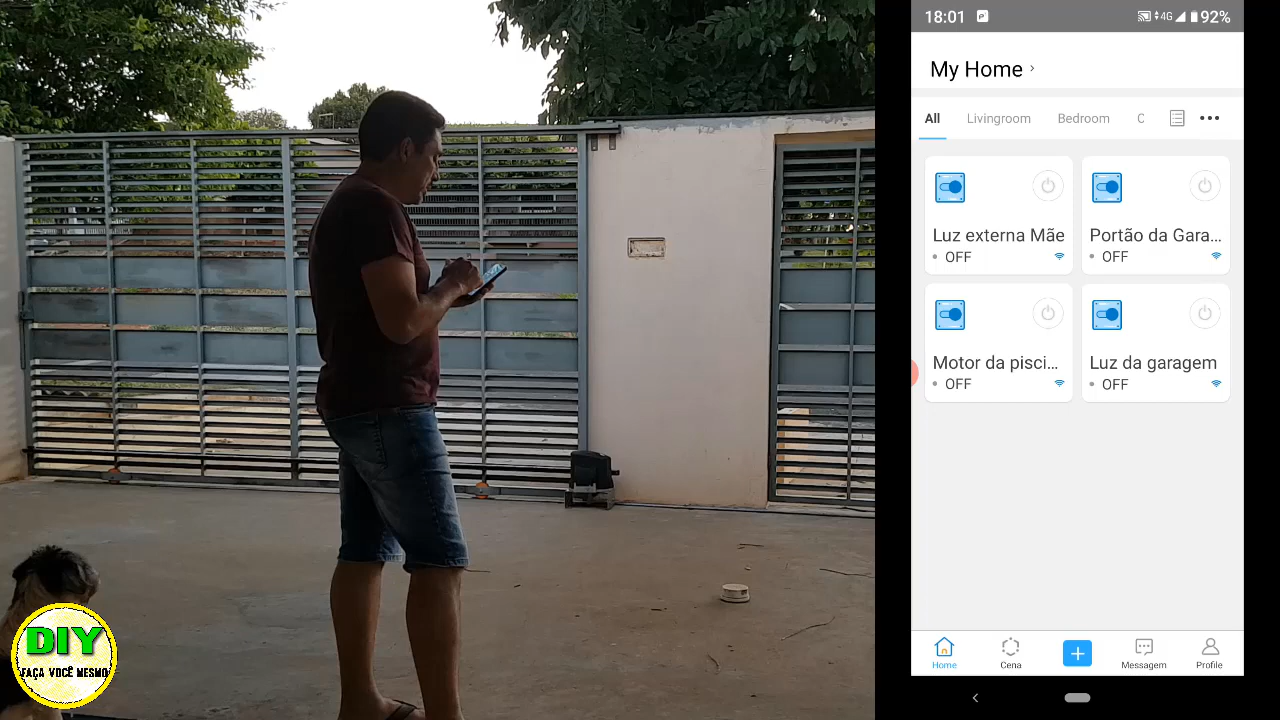 18:01
4G
92%
My Home
All Livingroom Bedroom C
Luz externa Mãe
OFF
Portão da Gara...
OFF
Motor da pisci...
OFF
Luz da garagem
OFF
Home Cena Messagem Profile
DIY
FAÇA VOCÊ MESMO